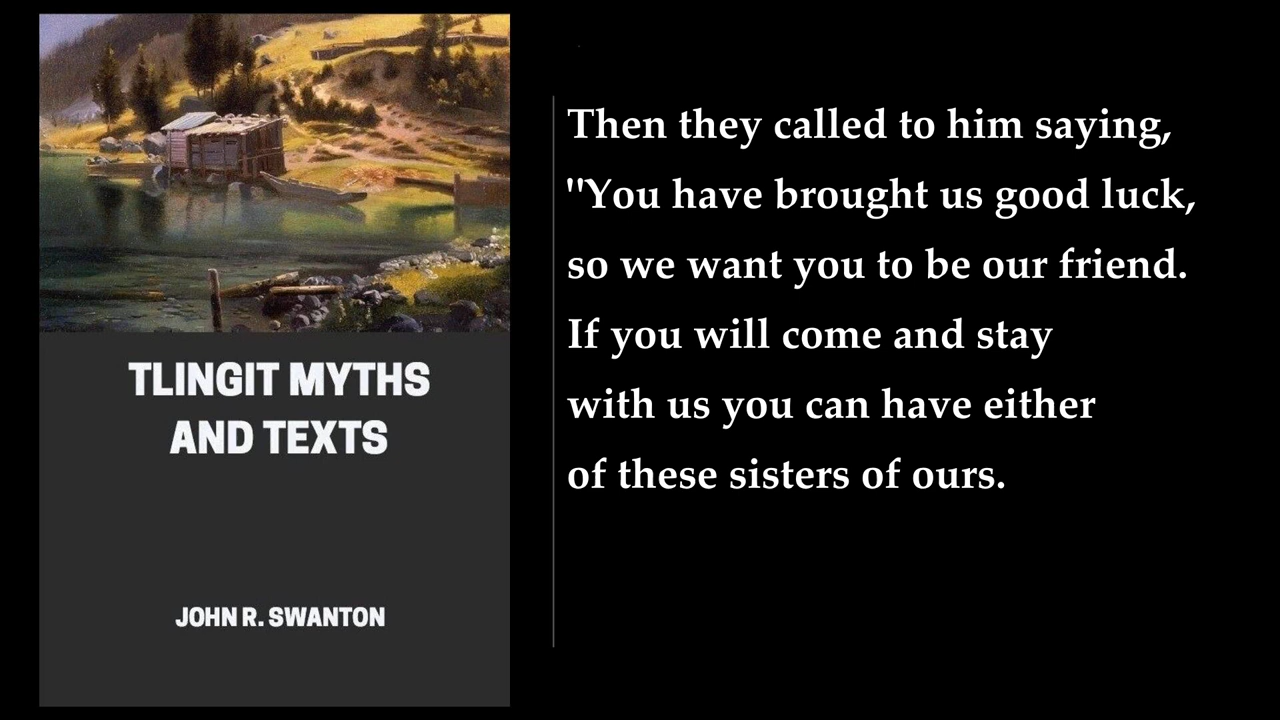 TLINGIT MYTHS
AND TEXTS
JOHN R. SWANTON
Then they called to him saying,
"You have brought us good luck,
so we want you to be our friend.
If you will come and stay
with us you can have either
of these sisters of ours.